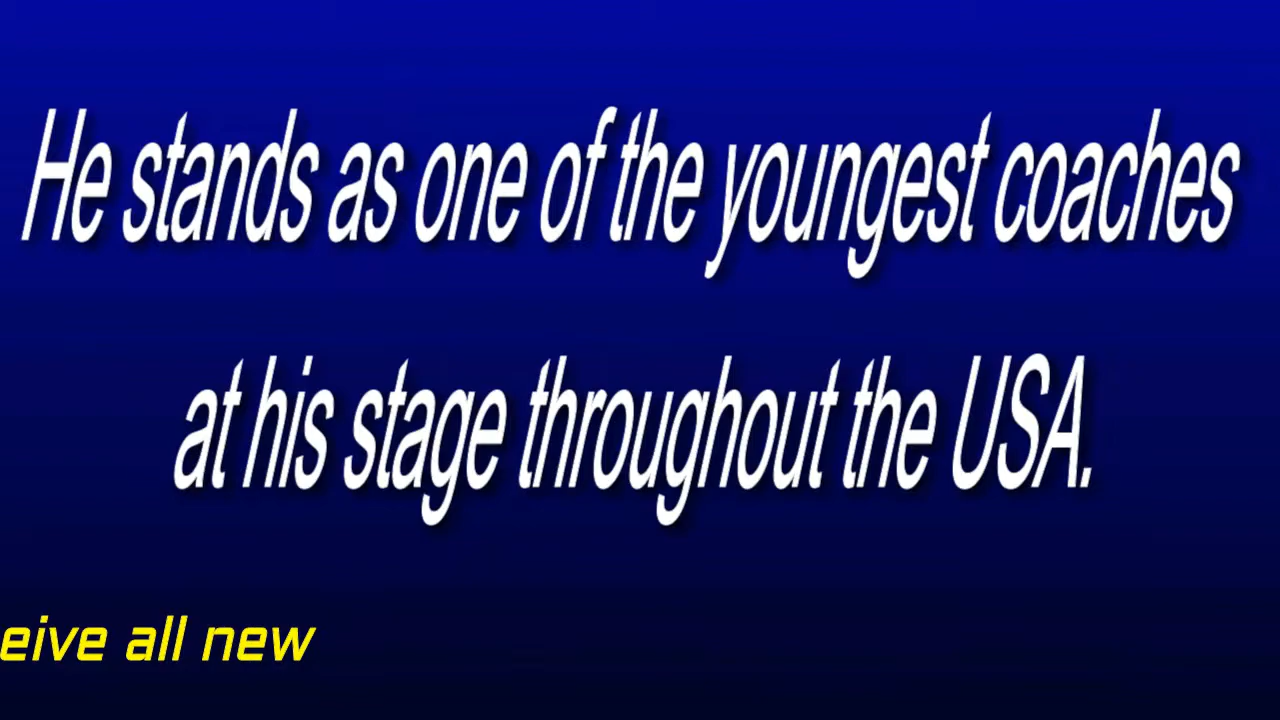 He stands as one of the youngest coaches
at his stage throughout the USA.
eive all new